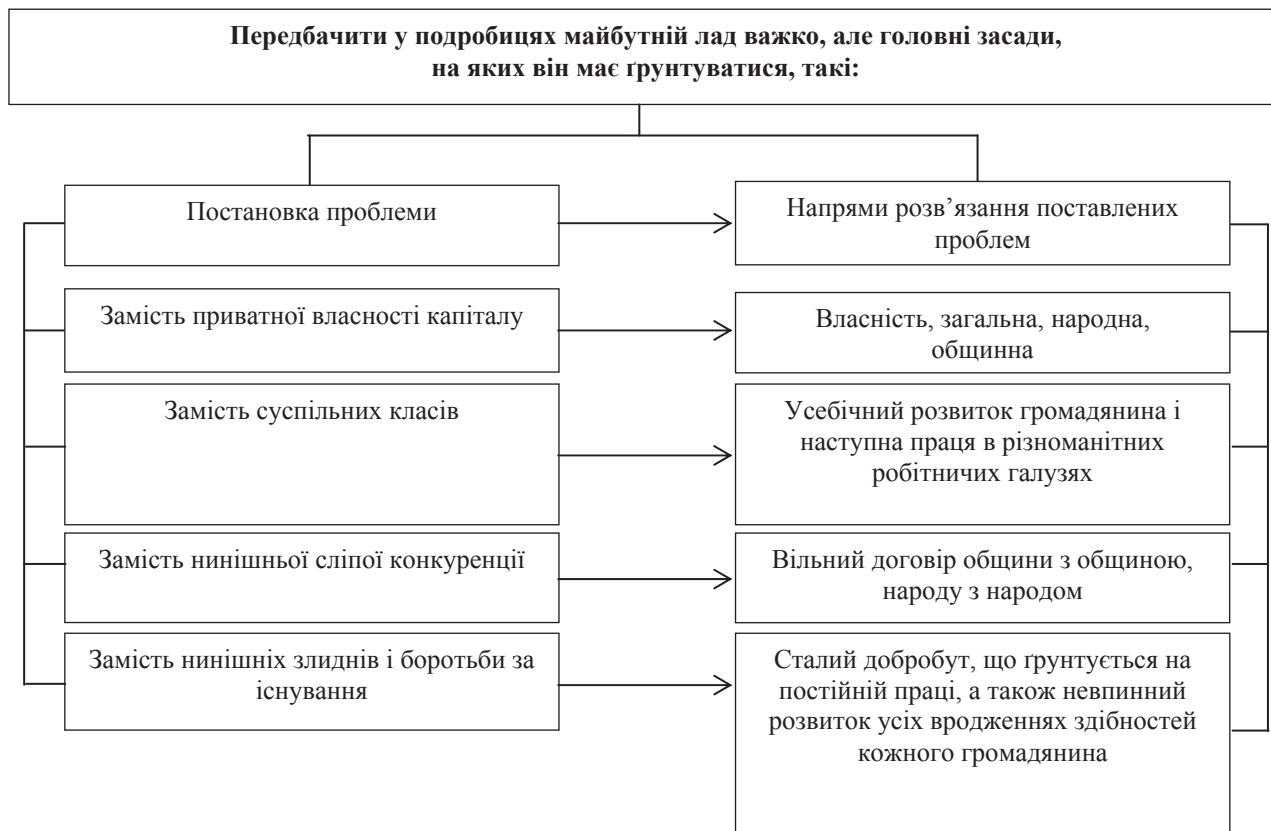 Передбачити у подробицях майбутній лад важко, але головні засади,
на яких він має ґрунтуватися, такі:
Постановка проблеми
Напрями розв’язання поставлених
проблем
Замість приватної власності капіталу
Власність, загальна, народна,
общинна
Замість суспільних класів
Усебічний розвиток громадянина і
наступна праця в різноманітних
робітничих галузях
Замість нинішньої сліпої конкуренції
Вільний договір общини з общиною,
народу з народом
Замість нинішніх злиднів і боротьби за
існування
Сталий добробут, що ґрунтується на
постійній праці, а також невпинний
розвиток усіх вродженнях здібностей
кожного громадянина